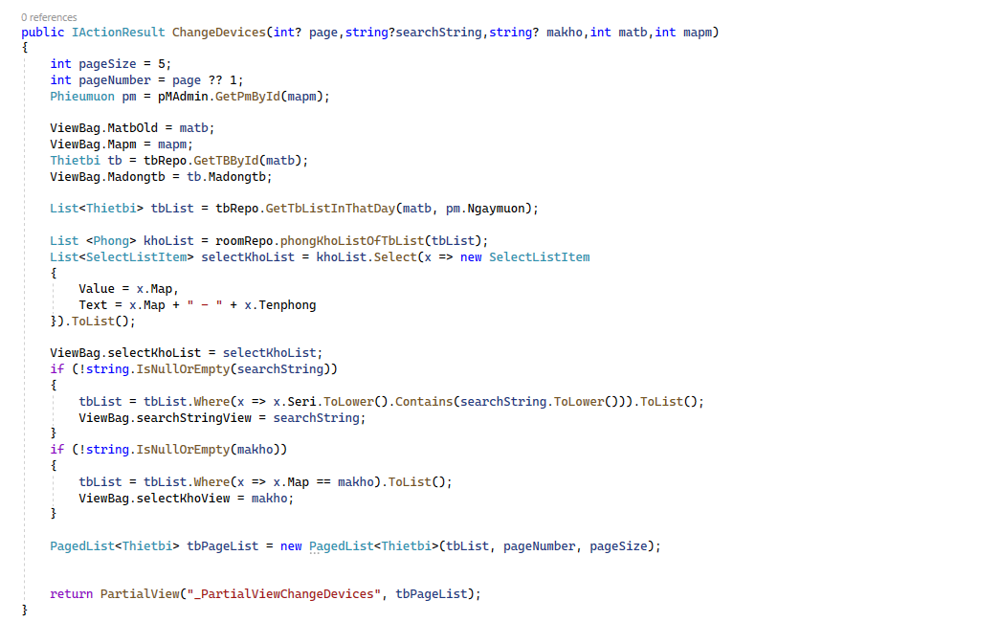 0 references
public IActionResult ChangeDevices(int? page,string?searchString,string? makho,int matb,int mapm)
{
int pageSize = 5;
int pageNumber = page ?? 1;
Phieumuon pm = pMAdmin.GetPmById(mapm);
ViewBag.MatbOld = matb;
ViewBag.Mapm = mapm;
Thietbi tb = tbRepo.GetTBById(matb);
ViewBag.Madongtb = tb.Madongtb;
List<Thietbi> tbList = tbRepo.GetTbListInThatDay(matb, pm.Ngaymuon);
List <Phong> khoList = roomRepo.phongKhoListOfTbList(tbList);
List<SelectListItem> selectKhoList = khoList.Select(x => new SelectListItem
{
Value = x.Map,
Text = x.Map + " - " + x.Tenphong
}).ToList();
ViewBag.selectKhoList = selectKhoList;
if (!string.IsNullOrEmpty(searchString))
{
tbList = tbList.Where(x => x.Seri.ToLower().Contains(searchString.ToLower())).ToList();
ViewBag.searchStringView = searchString;
}
if (!string.IsNullOrEmpty(makho))
{
tbList = tbList.Where(x => x.Map == makho).ToList();
ViewBag.selectKhoView = makho;
}
PagedList<Thietbi> tbPageList = new PagedList<Thietbi>(tbList, pageNumber, pageSize);
return PartialView("_PartialViewChangeDevices", tbPageList);
}